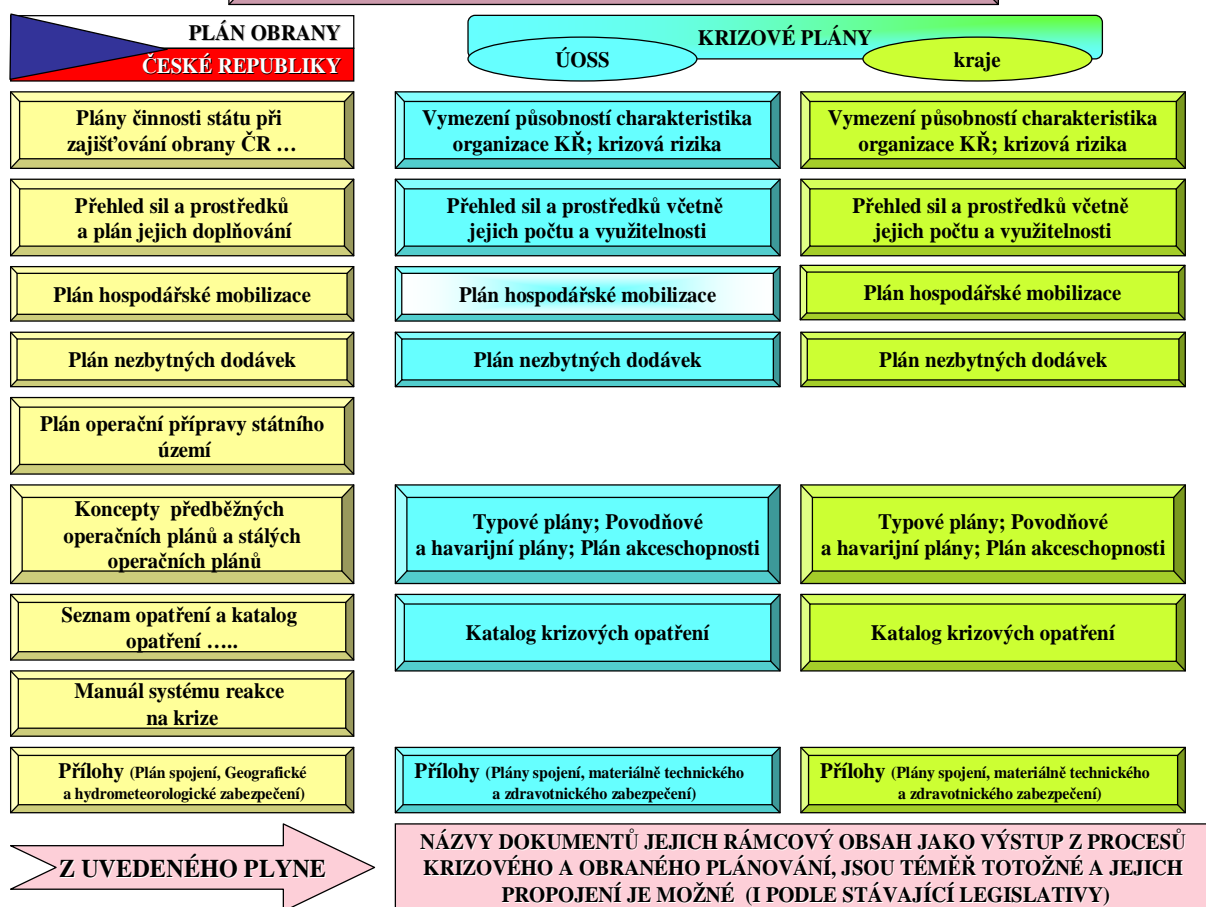 PLÁN OBRANY
ČESKÉ REPUBLIKY
KRIZOVÉ PLÁNY
ÚOSS
kraje
Plány činnosti státu při
zajišťování obrany ČR …
Vymezení působností charakteristika
organizace KŘ; krizová rizika
Vymezení působností charakteristika
organizace KŘ; krizová rizika
Přehled sil a prostředků
a plán jejich doplňování
Přehled sil a prostředků včetně
jejich počtu a využitelnosti
Přehled sil a prostředků včetně
jejich počtu a využitelnosti
Plán hospodářské mobilizace
Plán hospodářské mobilizace
Plán hospodářské mobilizace
Plán nezbytných dodávek
Plán nezbytných dodávek
Plán nezbytných dodávek
Plán operační přípravy státního
území
Koncepty předběžných
operačních plánů a stálých
operačních plánů
Typové plány; Povodňové
a havarijní plány; Plán akceschopnosti
Typové plány; Povodňové
a havarijní plány; Plán akceschopnosti
Seznam opatření a katalog
opatření …..
Katalog krizových opatření
Katalog krizových opatření
Manuál systému reakce
na krize
Přílohy (Plán spojení, Geografické
a hydrometeorologické zabezpečení)
Přílohy (Plány spojení, materiálně technického
a zdravotnického zabezpečení)
Přílohy (Plány spojení, materiálně technického
a zdravotnického zabezpečení)
Z UVEDENÉHO PLYNE
NÁZVY DOKUMENTŮ JEJICH RÁMCOVÝ OBSAH JAKO VÝSTUP Z PROCESŮ
KRIZOVÉHO A OBRANÉHO PLÁNOVÁNÍ, JSOU TÉMĚŘ TOTOŽNÉ A JEJICH
PROPOJENÍ JE MOŽNÉ (I PODLE STÁVAJÍCÍ LEGISLATIVY)